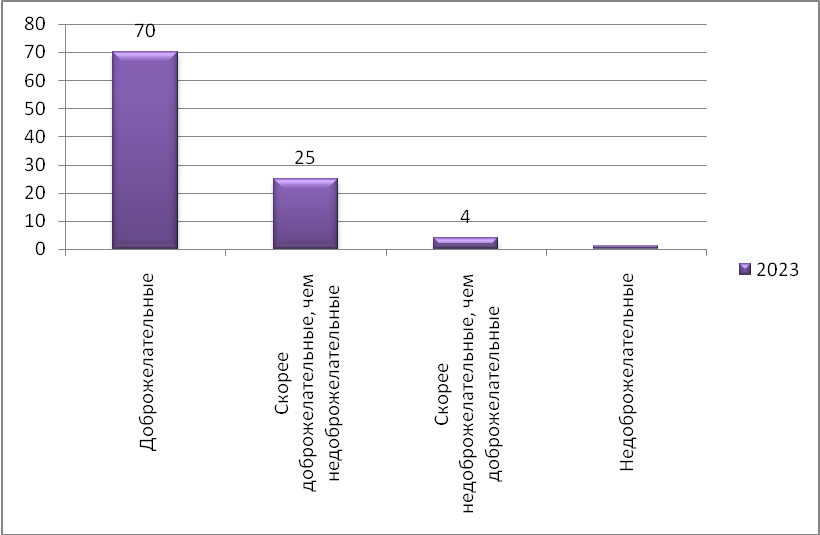 80
70
60
50
40
30
20
10
0
70
25
4
Доброжелательные
Скорее
доброжелательные, чем
недоброжелательные
Скорее
недоброжелательные, чем
доброжелательные
Недоброжелательные
2023